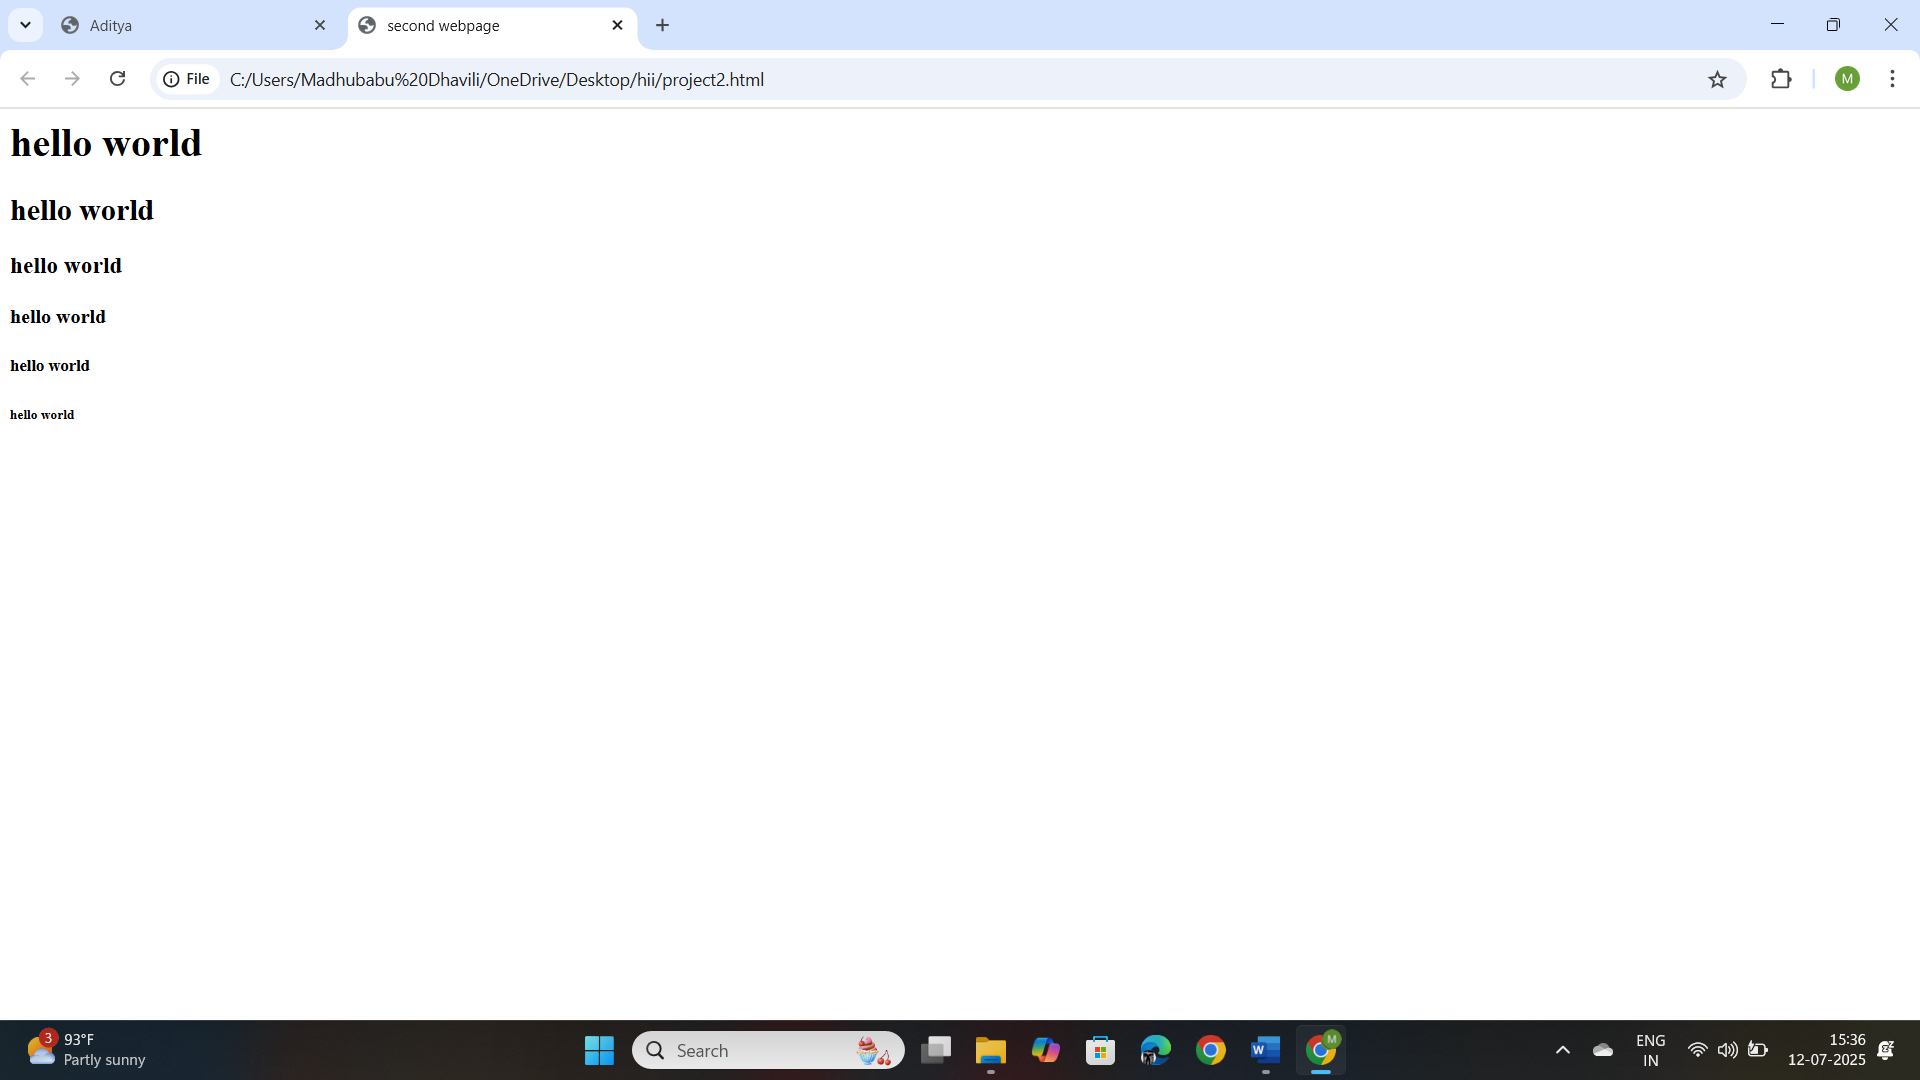 Aditya
second webpage
File
C:/Users/Madhubabu%20Dhavili/OneDrive/Desktop/hii/project2.html
M
hello world
hello world
hello world
hello world
hello world
hello world
3
93°F
Partly sunny
Search
W
M
ENG
IN
15:36
12-07-2025